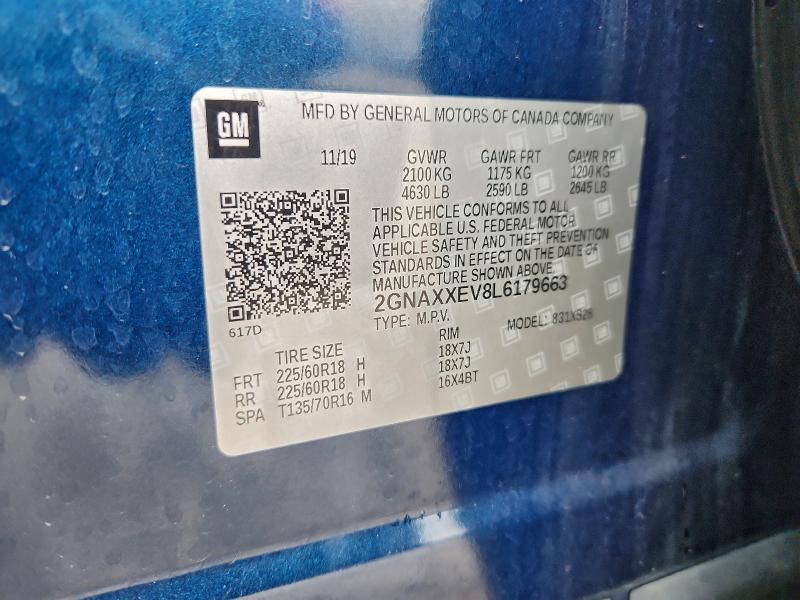 GM
MFD BY GENERAL MOTORS OF CANADA COMPANY
11/19 GVWR GAWR FRT GAWR RR
2100 KG 1175 KG 1200 KG
4630 LB 2590 LB 2645 LB
THIS VEHICLE CONFORMS TO ALL
APPLICABLE U.S. FEDERAL MOTOR
VEHICLE SAFETY AND THEFT PREVENTION
STANDARDS IN EFFECT ON THE DATE OF
MANUFACTURE SHOWN ABOVE.
2GNAXXEV8L6179663
617D
TYPE: M.P.V. MODEL: 831XS26
TIRE SIZE RIM
FRT 225/60R18 H 18X7J
RR 225/60R18 H 18X7J
SPA T135/70R16 M 16X4BT